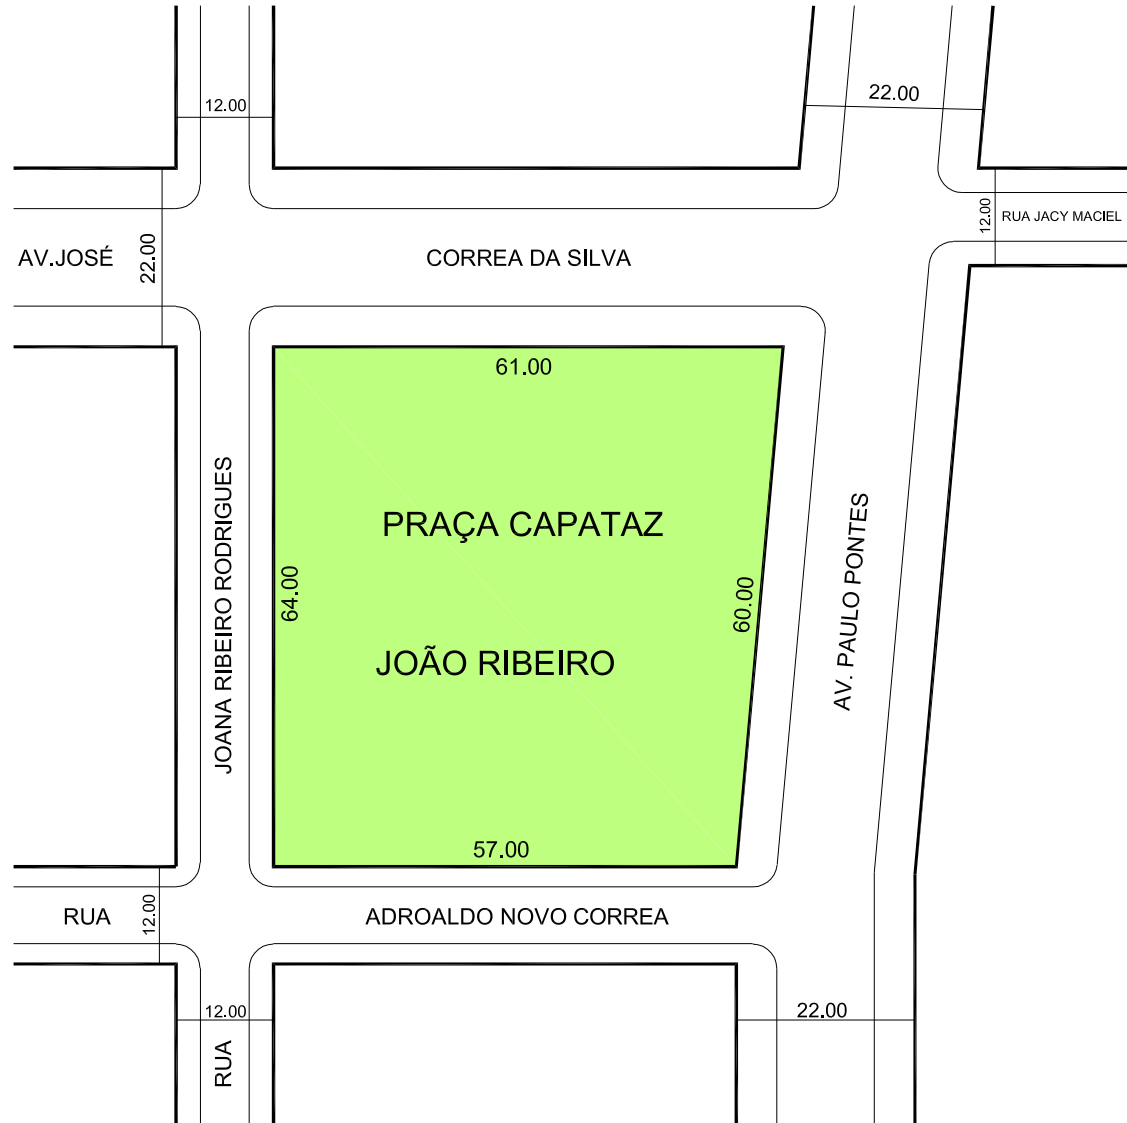 12.00
22.00
AV.JOSÉ
22.00
CORREA DA SILVA
12.00
RUA JACY MACIEL
61.00
JOANA RIBEIRO RODRIGUES
PRAÇA CAPATAZ
JOÃO RIBEIRO
64.00
60.00
AV. PAULO PONTES
57.00
RUA
12.00
ADROALDO NOVO CORREA
12.00
22.00
RUA